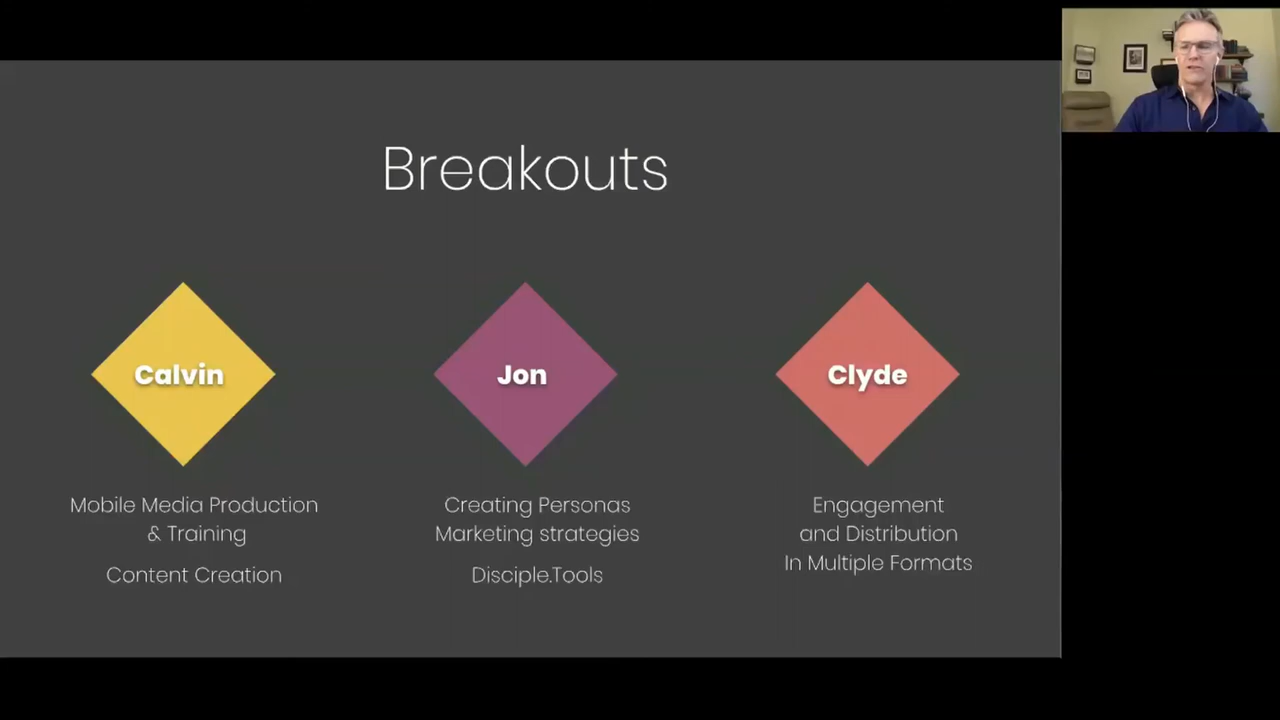 Breakouts
Calvin
Mobile Media Production
& Training
Content Creation
Jon
Creating Personas
Marketing strategies
Disciple.Tools
Clyde
Engagement
and Distribution
In Multiple Formats